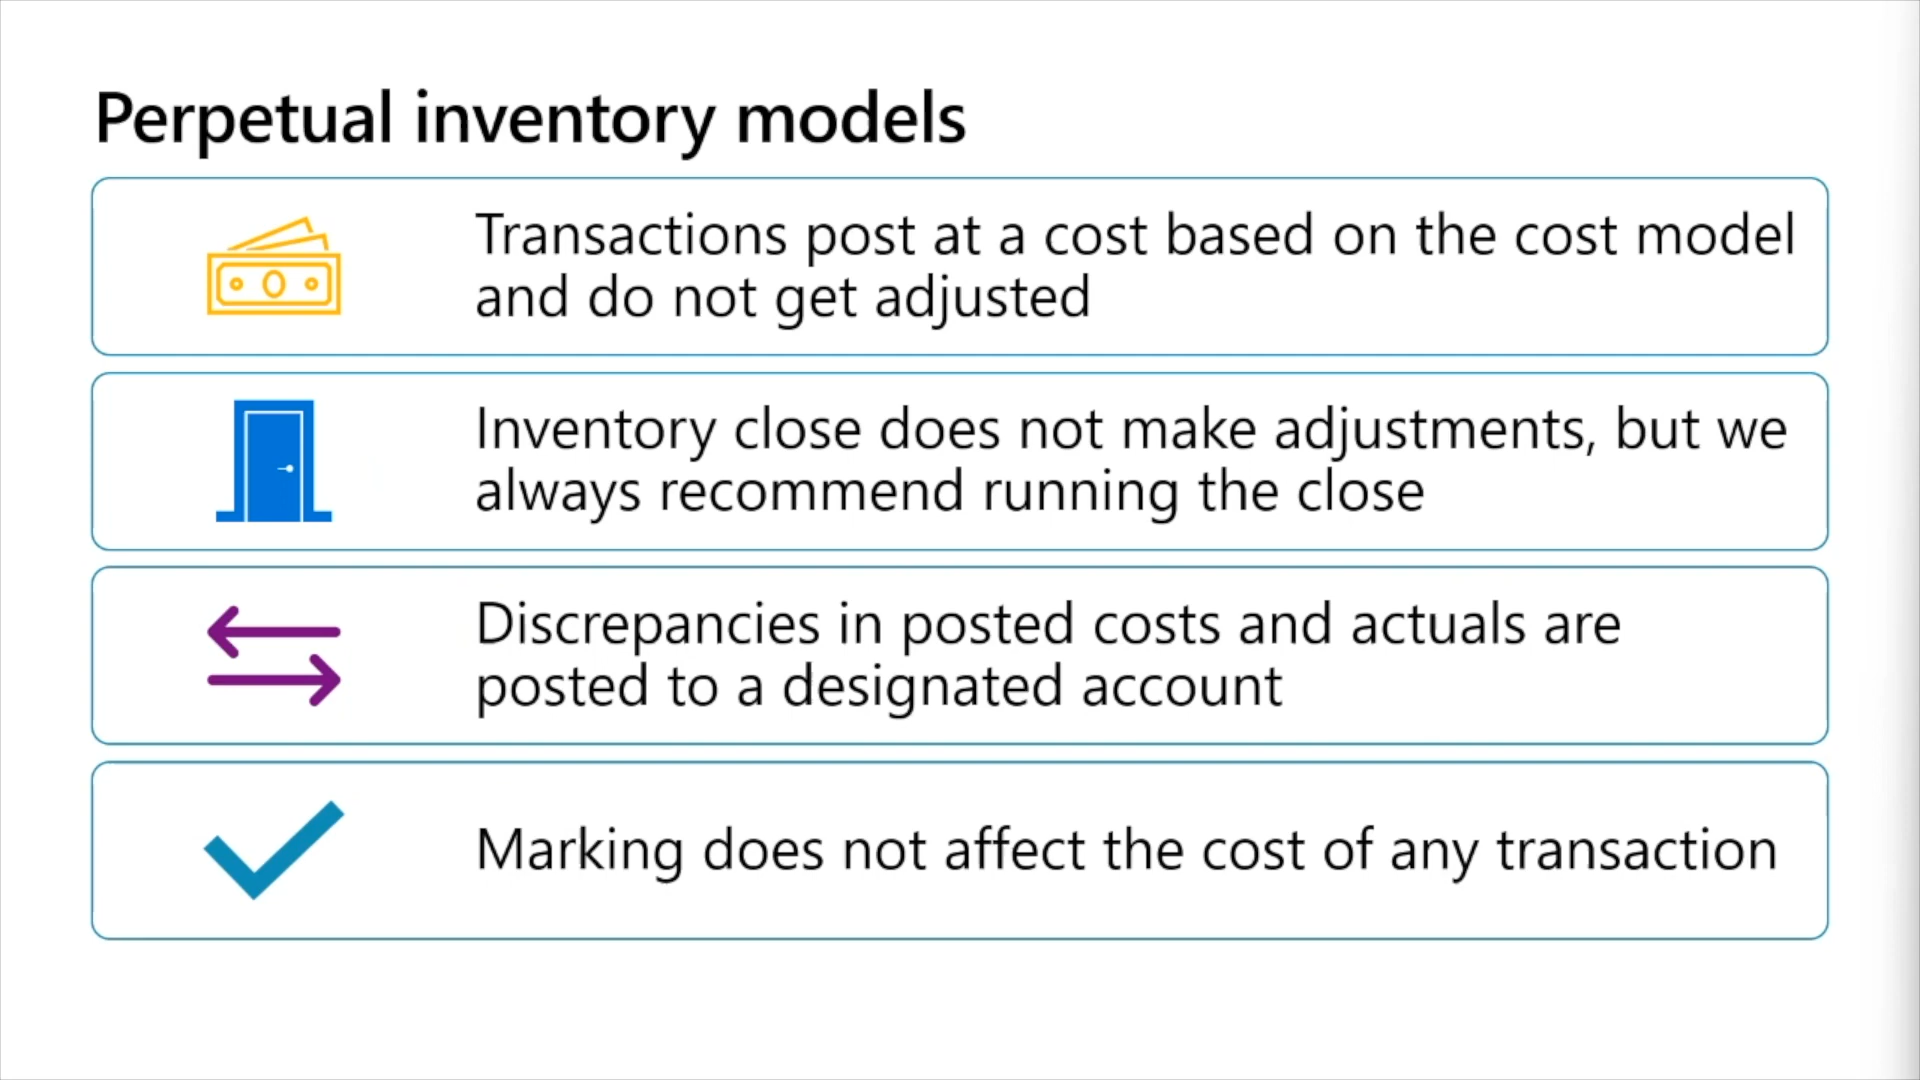 Perpetual inventory models
Transactions post at a cost based on the cost model
and do not get adjusted
Inventory close does not make adjustments, but we
always recommend running the close
Discrepancies in posted costs and actuals are
posted to a designated account
Marking does not affect the cost of any transaction